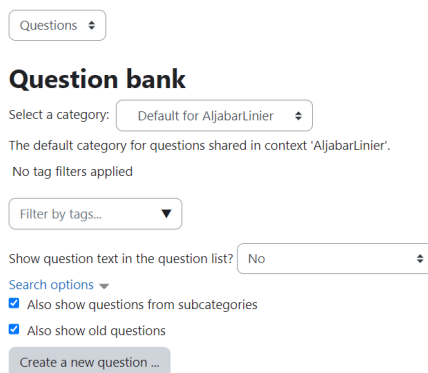 Questions
Question bank
Select a category: Default for AljabarLinier
The default category for questions shared in context 'AljabarLinier'.
No tag filters applied
Filter by tags...
Show question text in the question list? No
Search options
Also show questions from subcategories
Also show old questions
Create a new question ...